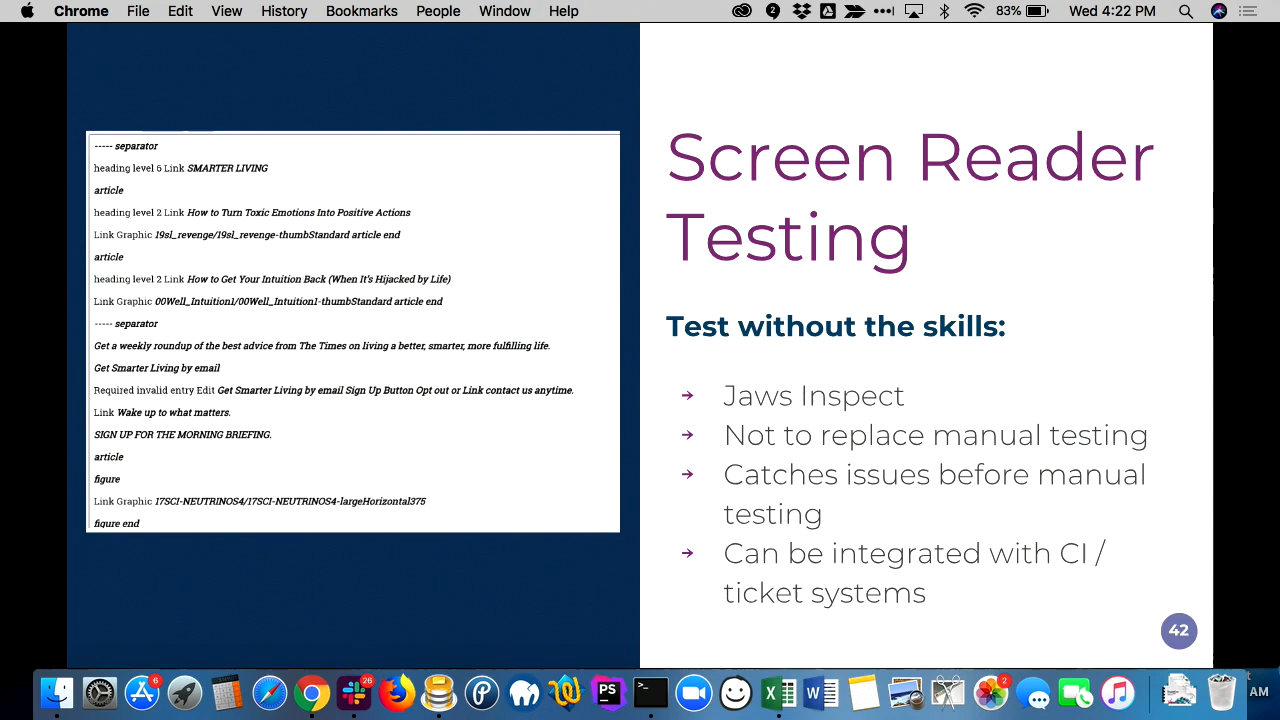 Chrome File Edit View History Bookmarks People Window Help 2 83% Wed 4:22 PM
----- separator
heading level 6 Link SMARTER LIVING
article
heading level 2 Link How to Turn Toxic Emotions Into Positive Actions
Link Graphic 19sl_revenge/19sl_revenge-thumbStandard article end
article
heading level 2 Link How to Get Your Intuition Back (When It's Hijacked by Life)
Link Graphic 00Well_Intuition1/00Well_Intuition1-thumbStandard article end
----- separator
Get a weekly roundup of the best advice from The Times on living a better, smarter, more fulfilling life.
Get Smarter Living by email
Required invalid entry Edit Get Smarter Living by email Sign Up Button Opt out or Link contact us anytime.
Link Wake up to what matters.
SIGN UP FOR THE MORNING BRIEFING.
article
figure
Link Graphic 17SCI-NEUTRINOS4/17SCI-NEUTRINOS4-largeHorizontal375
figure end
Screen Reader
Testing
Test without the skills:
Jaws Inspect
Not to replace manual testing
Catches issues before manual
testing
Can be integrated with CI /
ticket systems
42
6 26 PS >_ X W 2
AM